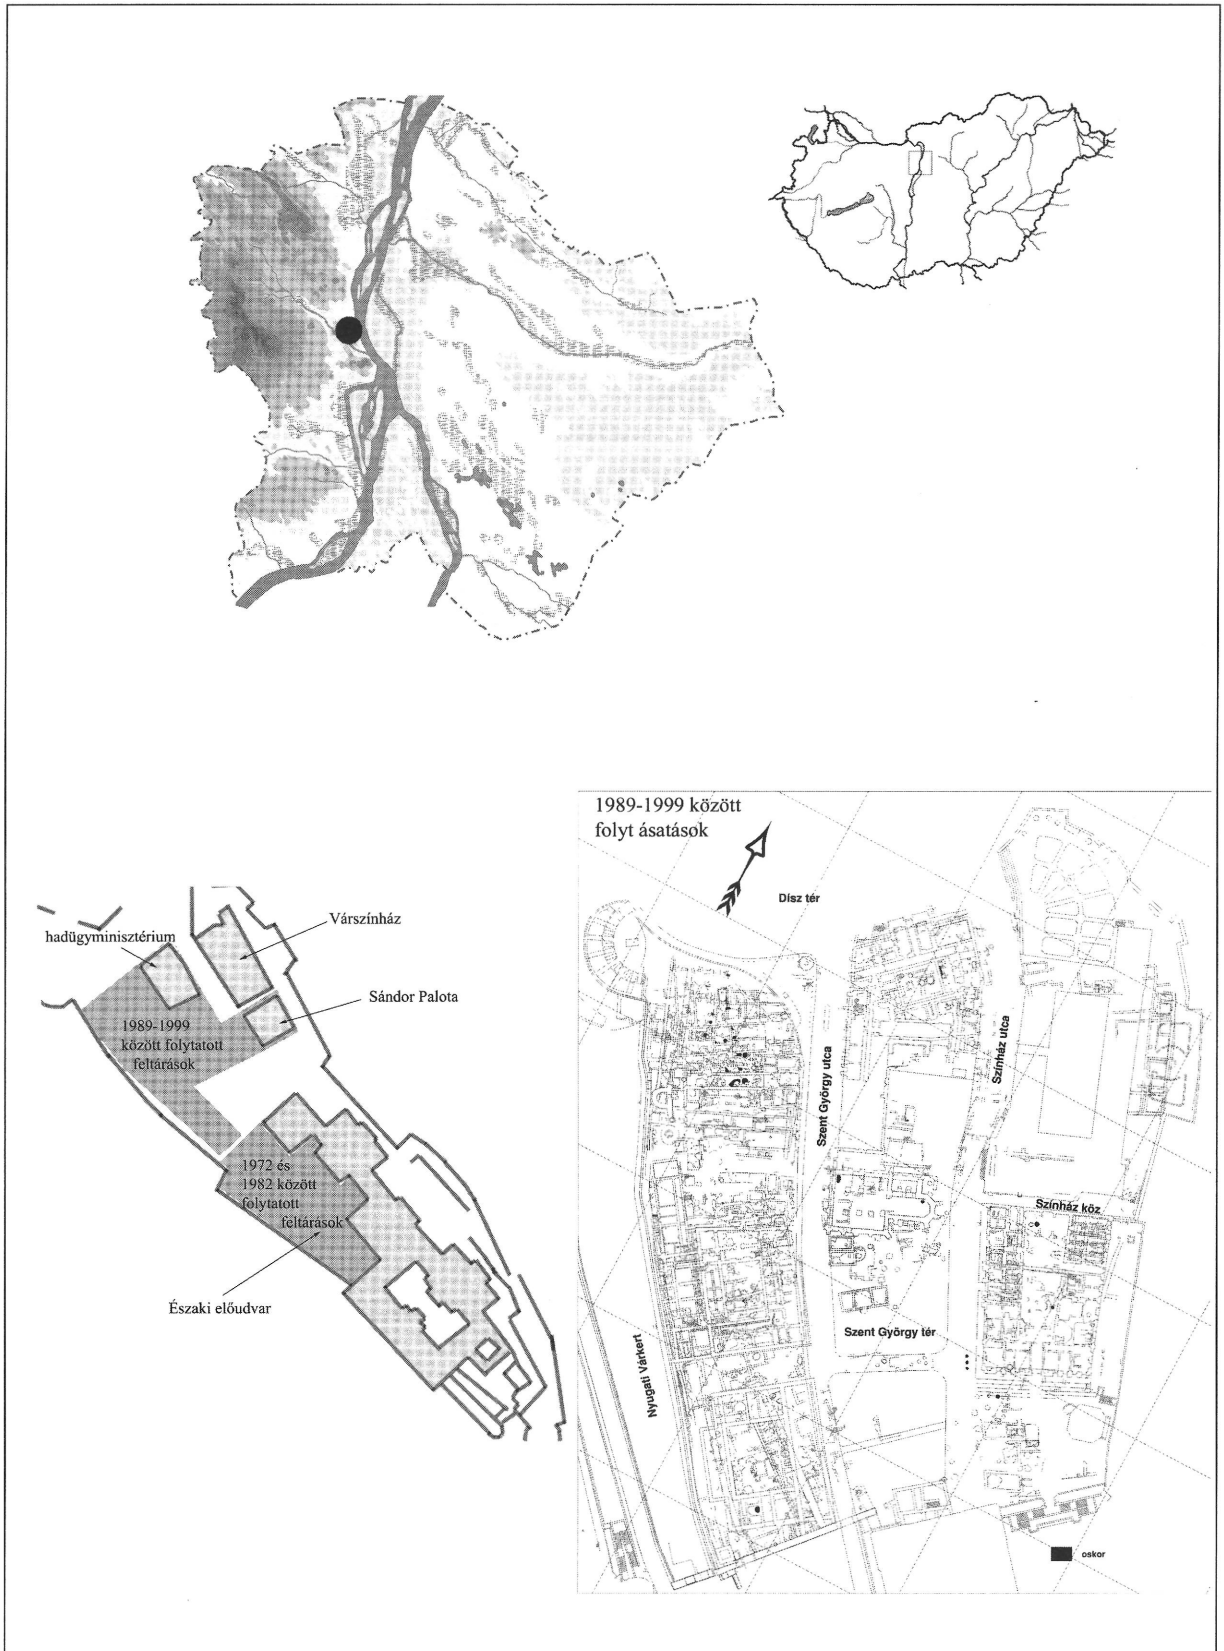 1989-1999 között
folyt ásatások
Dísz tér
Szent György utca
Színház utca
Színház köz
Szent György tér
Nyugati Várkert
oskor
Várszínház
hadügyminisztérium
Sándor Palota
1989-1999
között folytatott
feltárások
1972 és
1982 között
folytatott
feltárások
Északi előudvar